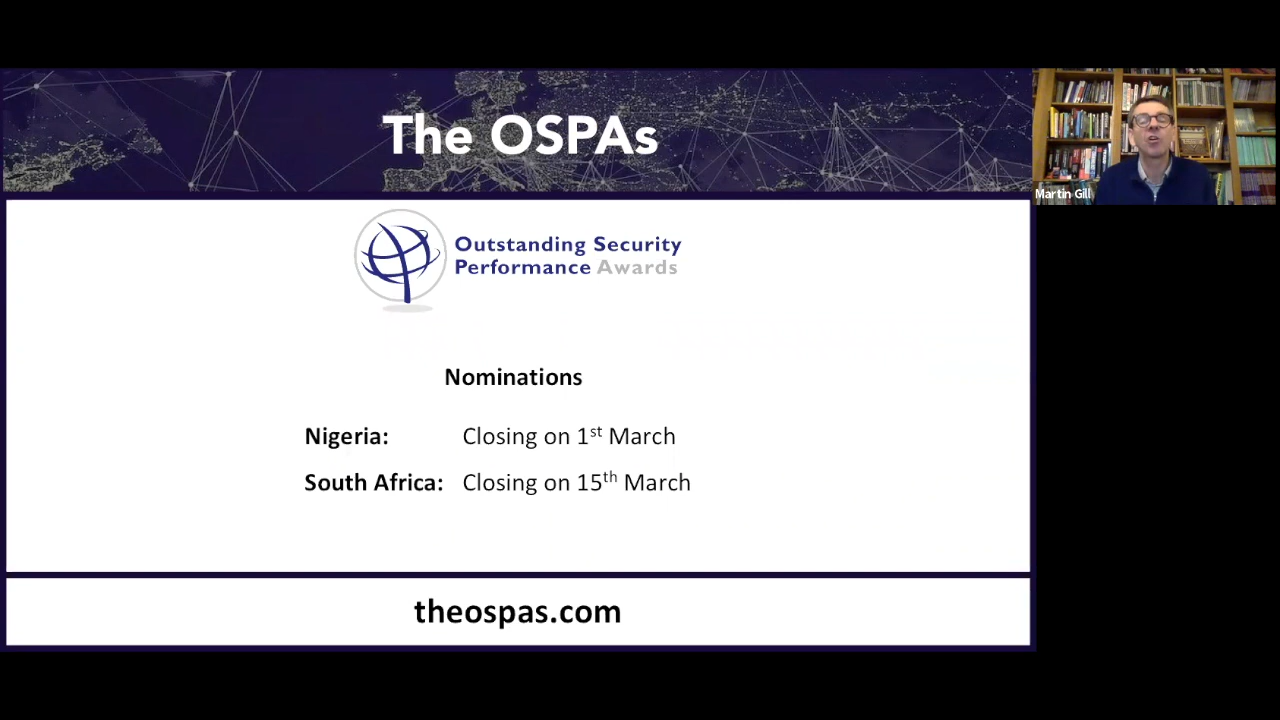 The OSPAs
Martin Gill
Outstanding Security
Performance Awards
Nominations
Nigeria: Closing on 1st March
South Africa: Closing on 15th March
theospas.com